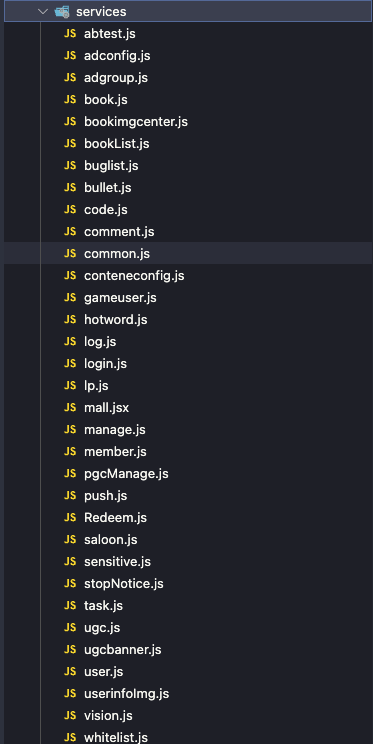 services
JS abtest.js
JS adconfig.js
JS adgroup.js
JS book.js
JS bookimgcenter.js
JS bookList.js
JS buglist.js
JS bullet.js
JS code.js
JS comment.js
JS common.js
JS conteneconfig.js
JS gameuser.js
JS hotword.js
JS log.js
JS login.js
JS lp.js
JS mall.jsx
JS manage.js
JS member.js
JS pgcManage.js
JS push.js
JS Redeem.js
JS saloon.js
JS sensitive.js
JS stopNotice.js
JS task.js
JS ugc.js
JS ugcbanner.js
JS user.js
JS userinfoImg.js
JS vision.js
JS whitelist.js